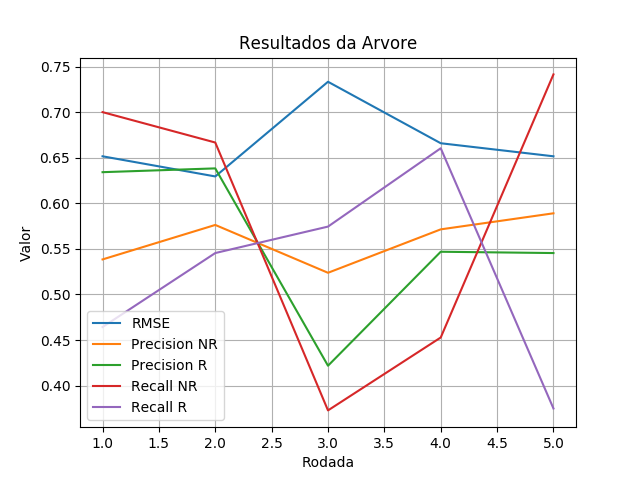 Resultados da Arvore
0.75
0.70
0.65
0.60
0.55
0.50
0.45
0.40
Valor
RMSE
Precision NR
Precision R
Recall NR
Recall R
1.0 1.5 2.0 2.5 3.0 3.5 4.0 4.5 5.0
Rodada